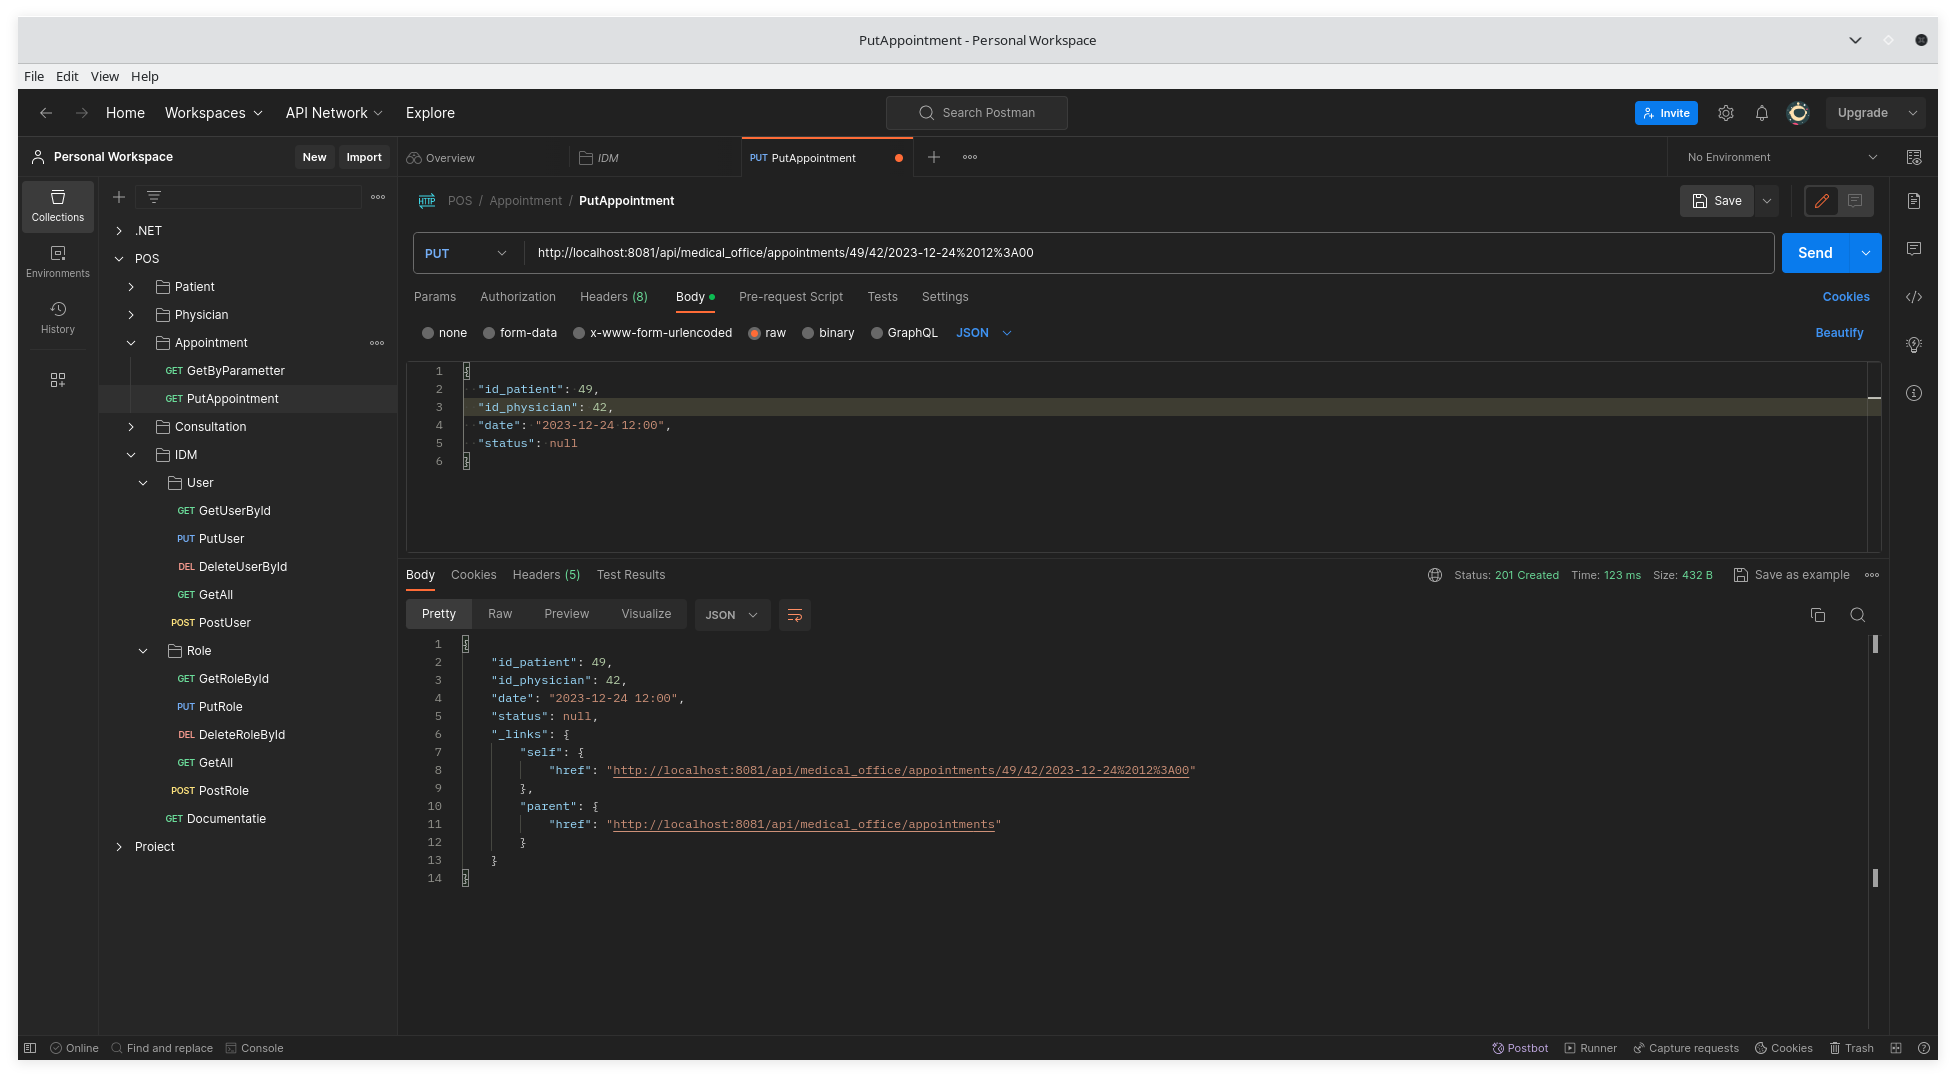 PutAppointment - Personal Workspace
File Edit View Help
Home Workspaces API Network Explore Search Postman Invite Upgrade
Personal Workspace New Import Overview IDM PUT PutAppointment No Environment
Collections
Environments
History
.NET
POS
Patient
Physician
Appointment
GET GetByParametter
GET PutAppointment
Consultation
IDM
User
GET GetUserById
PUT PutUser
DEL DeleteUserById
GET GetAll
POST PostUser
Role
GET GetRoleById
PUT PutRole
DEL DeleteRoleById
GET GetAll
POST PostRole
GET Documentatie
Proiect
HTTP POS / Appointment / PutAppointment Save
PUT http://localhost:8081/api/medical_office/appointments/49/42/2023-12-24%2012%3A00 Send
Params Authorization Headers (8) Body Pre-request Script Tests Settings Cookies
none form-data x-www-form-urlencoded raw binary GraphQL JSON Beautify
1 {
2 "id_patient": 49,
3 "id_physician": 42,
4 "date": "2023-12-24 12:00",
5 "status": null
6 }
Body Cookies Headers (5) Test Results Status: 201 Created Time: 123 ms Size: 432 B Save as example
Pretty Raw Preview Visualize JSON
1 {
2 "id_patient": 49,
3 "id_physician": 42,
4 "date": "2023-12-24 12:00",
5 "status": null,
6 "_links": {
7 "self": {
8 "href": "http://localhost:8081/api/medical_office/appointments/49/42/2023-12-24%2012%3A00"
9 },
10 "parent": {
11 "href": "http://localhost:8081/api/medical_office/appointments"
12 }
13 }
14 }
Online Find and replace Console Postbot Runner Capture requests Cookies Trash